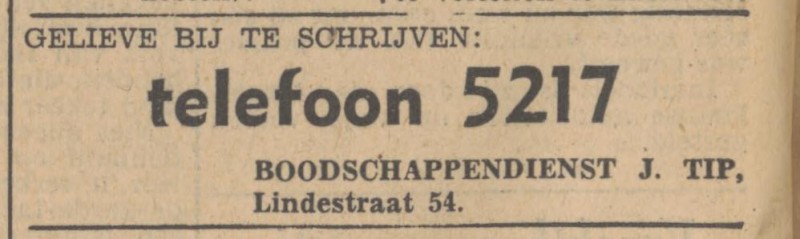 GELIEVE BIJ TE SCHRIJVEN:
telefoon 5217
BOODSCHAPPENDIENST J. TIP,
Lindestraat 54.